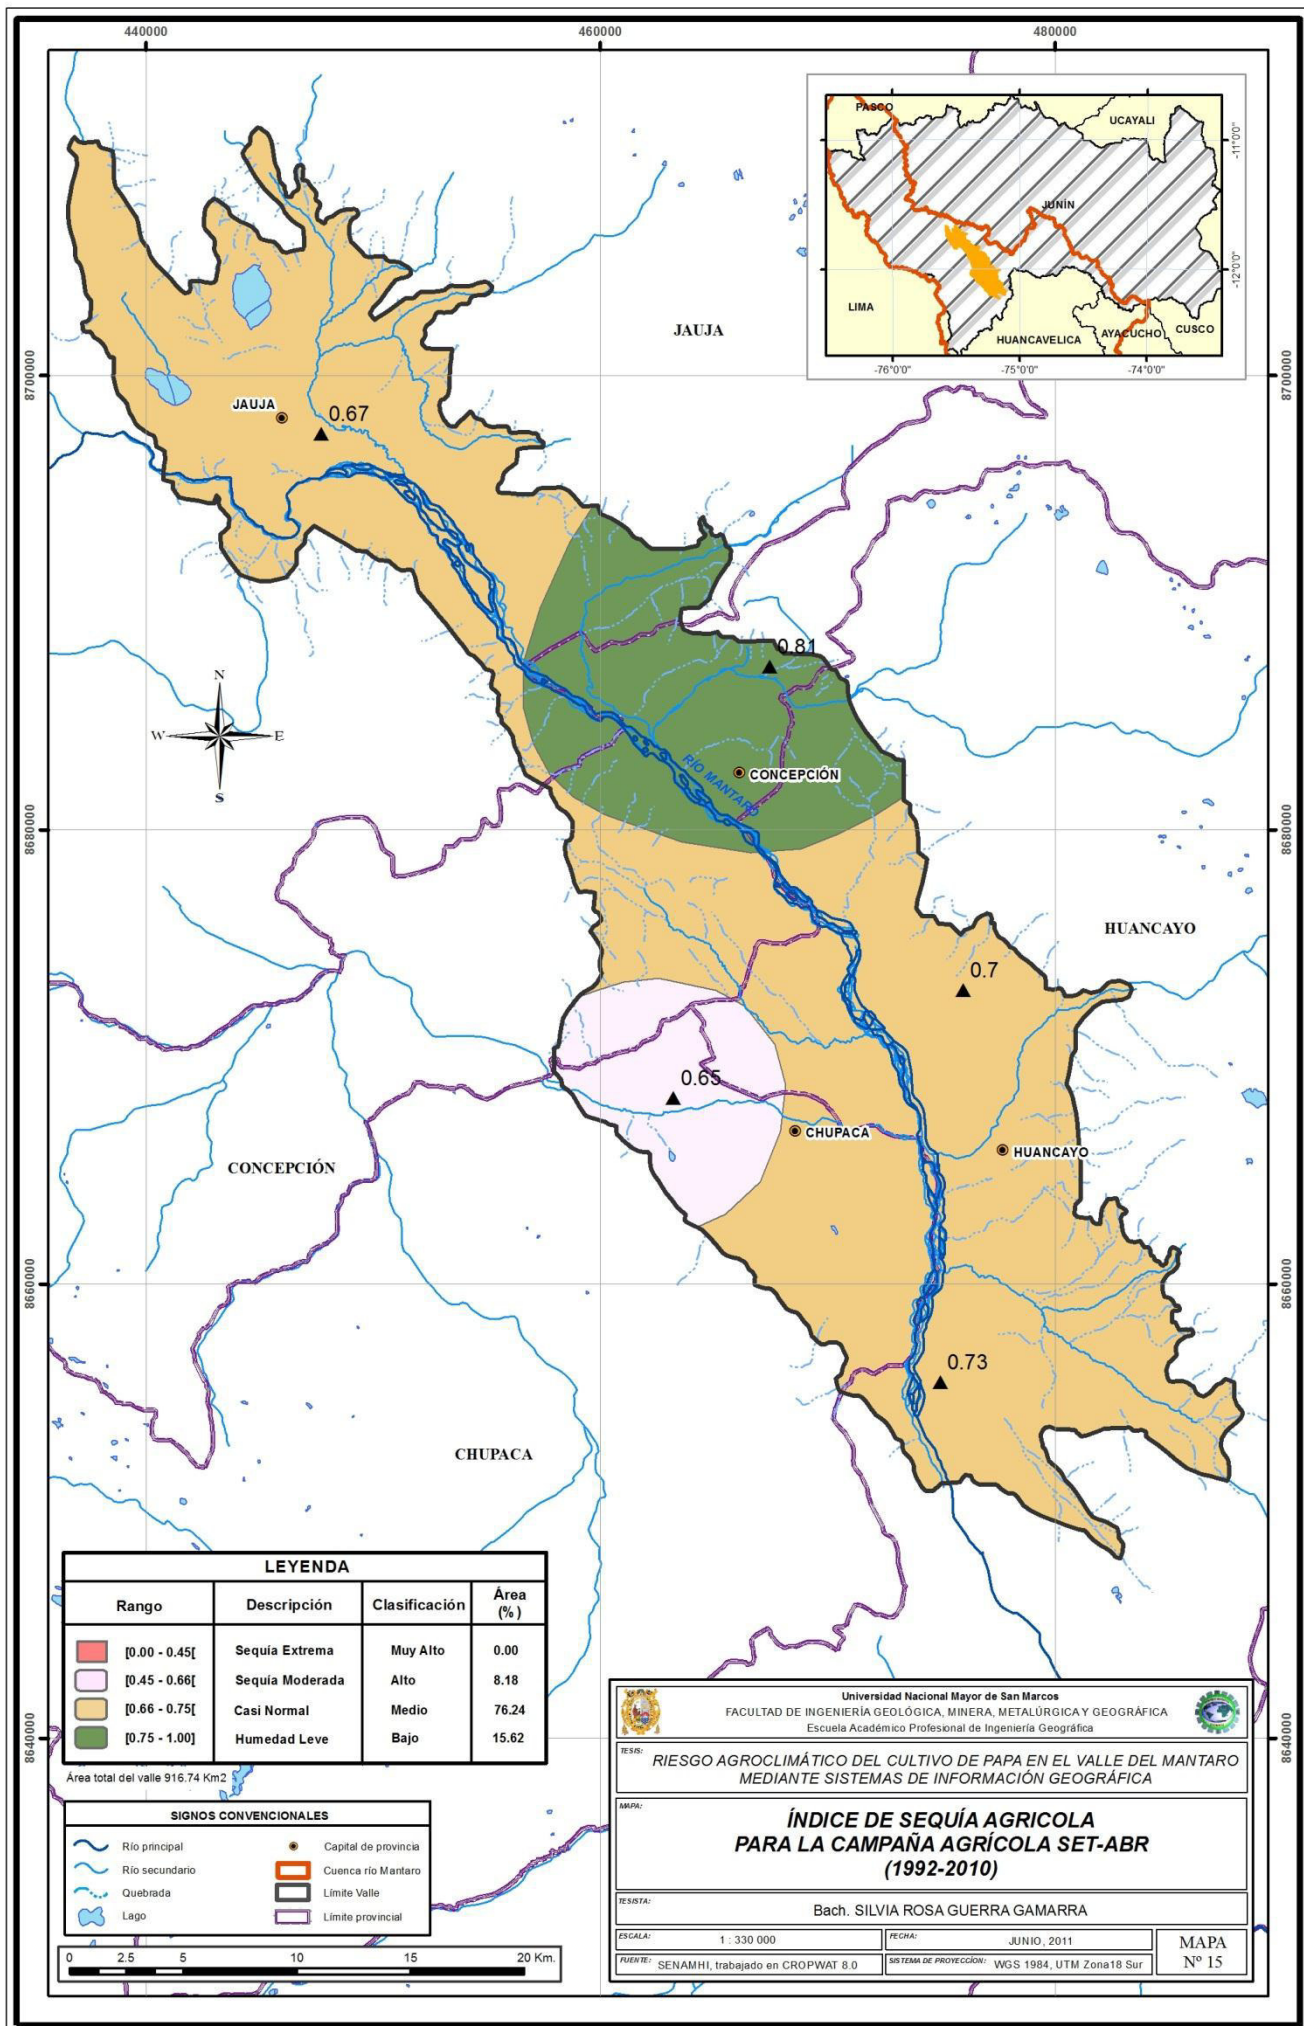 440000
460000
480000
PASCO
UCAYALI
JUNÍN
LIMA
HUANCAVELICA
AYACUCHO
CUSCO
-11°0'0"
-12°0'0"
-76°0'0"
-75°0'0"
-74°0'0"
8700000
8700000
JAUJA
JAUJA
0.67
0.81
N
W
E
S
RÍO MANTARO
CONCEPCIÓN
8680000
8680000
HUANCAYO
0.7
0.65
CHUPACA
HUANCAYO
CONCEPCIÓN
8660000
8660000
0.73
CHUPACA
LEYENDA
Rango Descripción Clasificación Área (%)
[0.00 - 0.45[ Sequía Extrema Muy Alto 0.00
[0.45 - 0.66[ Sequía Moderada Alto 8.18
[0.66 - 0.75[ Casi Normal Medio 76.24
[0.75 - 1.00] Humedad Leve Bajo 15.62
Área total del valle 916.74 Km2
8640000
8640000
SIGNOS CONVENCIONALES
Río principal Capital de provincia
Río secundario Cuenca río Mantaro
Quebrada Límite Valle
Lago Límite provincial
0 2.5 5 10 15 20 Km.
Universidad Nacional Mayor de San Marcos
FACULTAD DE INGENIERÍA GEOLÓGICA, MINERA, METALÚRGICA Y GEOGRÁFICA
Escuela Académico Profesional de Ingeniería Geográfica
TESIS:
RIESGO AGROCLIMÁTICO DEL CULTIVO DE PAPA EN EL VALLE DEL MANTARO
MEDIANTE SISTEMAS DE INFORMACIÓN GEOGRÁFICA
MAPA:
ÍNDICE DE SEQUÍA AGRICOLA
PARA LA CAMPAÑA AGRÍCOLA SET-ABR
(1992-2010)
TESISTA:
Bach. SILVIA ROSA GUERRA GAMARRA
ESCALA: 1 : 330 000
FECHA: JUNIO, 2011
FUENTE: SENAMHI, trabajado en CROPWAT 8.0
SISTEMA DE PROYECCIÓN: WGS 1984, UTM Zona18 Sur
MAPA
Nº 15